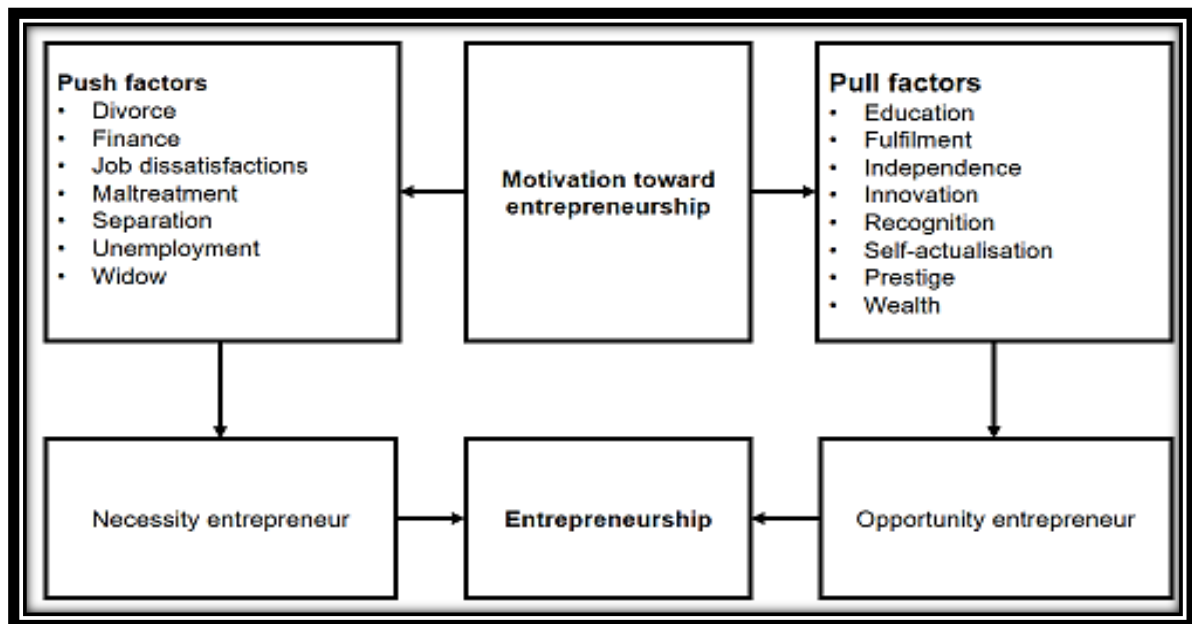 Push factors
• Divorce
• Finance
• Job dissatisfactions
• Maltreatment
• Separation
• Unemployment
• Widow
Motivation toward
entrepreneurship
Pull factors
• Education
• Fulfilment
• Independence
• Innovation
• Recognition
• Self-actualisation
• Prestige
• Wealth
Necessity entrepreneur
Entrepreneurship
Opportunity entrepreneur